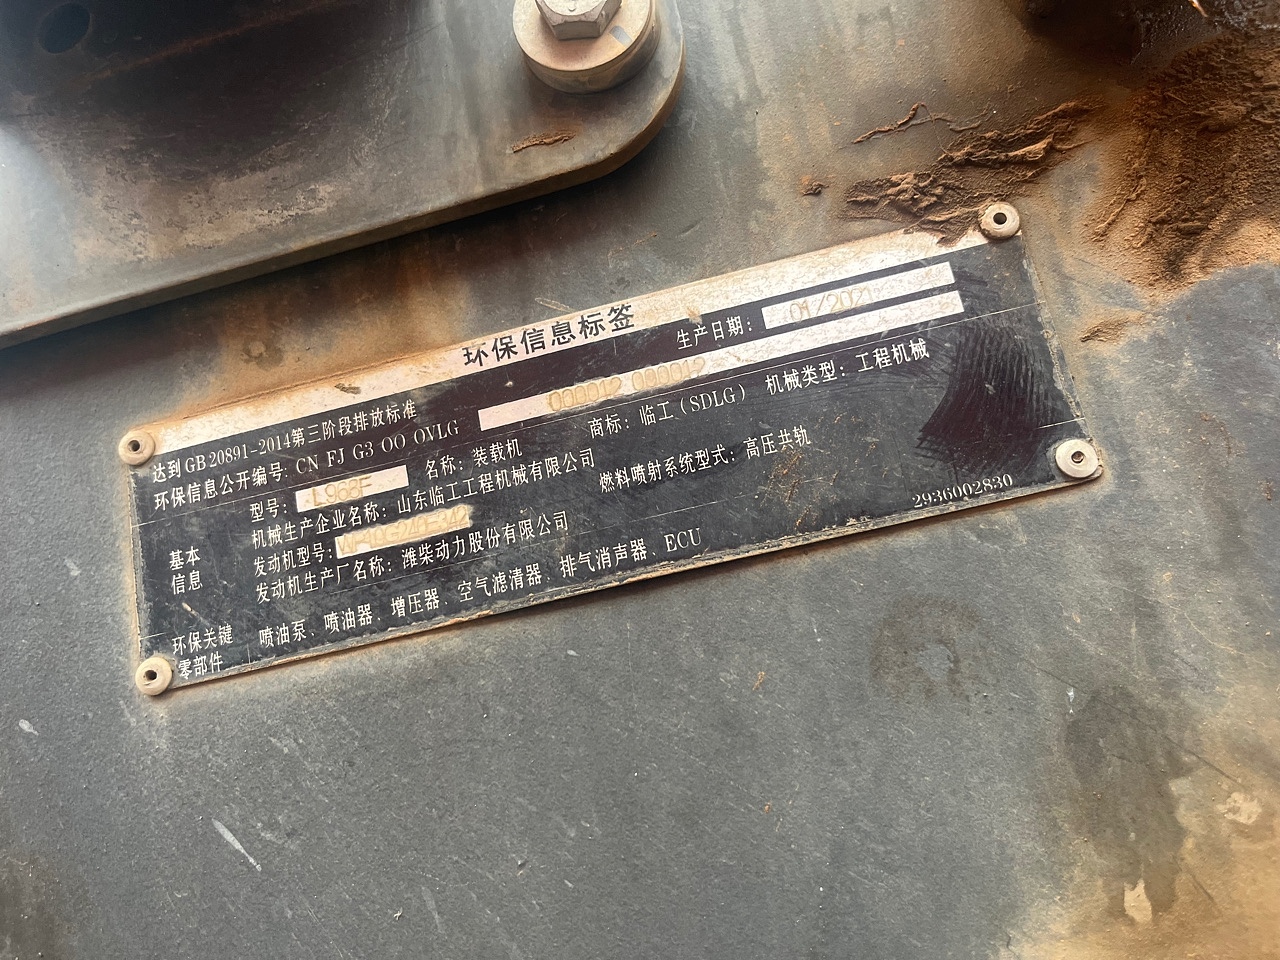 环保信息标签
达到GB20891-2014第三阶段排放标准 生产日期: 01/2021
环保信息公开编号: CN FJ G3 OO OVLG 000012 000012
型号: L968F 名称: 装载机 商标: 临工(SDLG) 机械类型: 工程机械
机械生产企业名称: 山东临工工程机械有限公司
基本信息
发动机型号: 燃料喷射系统型式: 高压共轨
发动机生产厂名称: 潍柴动力股份有限公司
2936002830
环保关键零部件 喷油泵、喷油器、增压器、空气滤清器、排气消声器、ECU